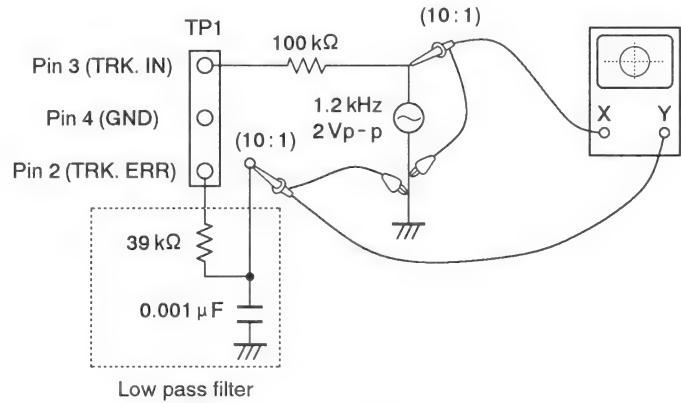 TP1
(10 : 1)
100 kΩ
Pin 3 (TRK. IN)
1.2 kHz
2 Vp - p
X
Y
Pin 4 (GND)
(10 : 1)
Pin 2 (TRK. ERR)
39 kΩ
0.001 μF
Low pass filter